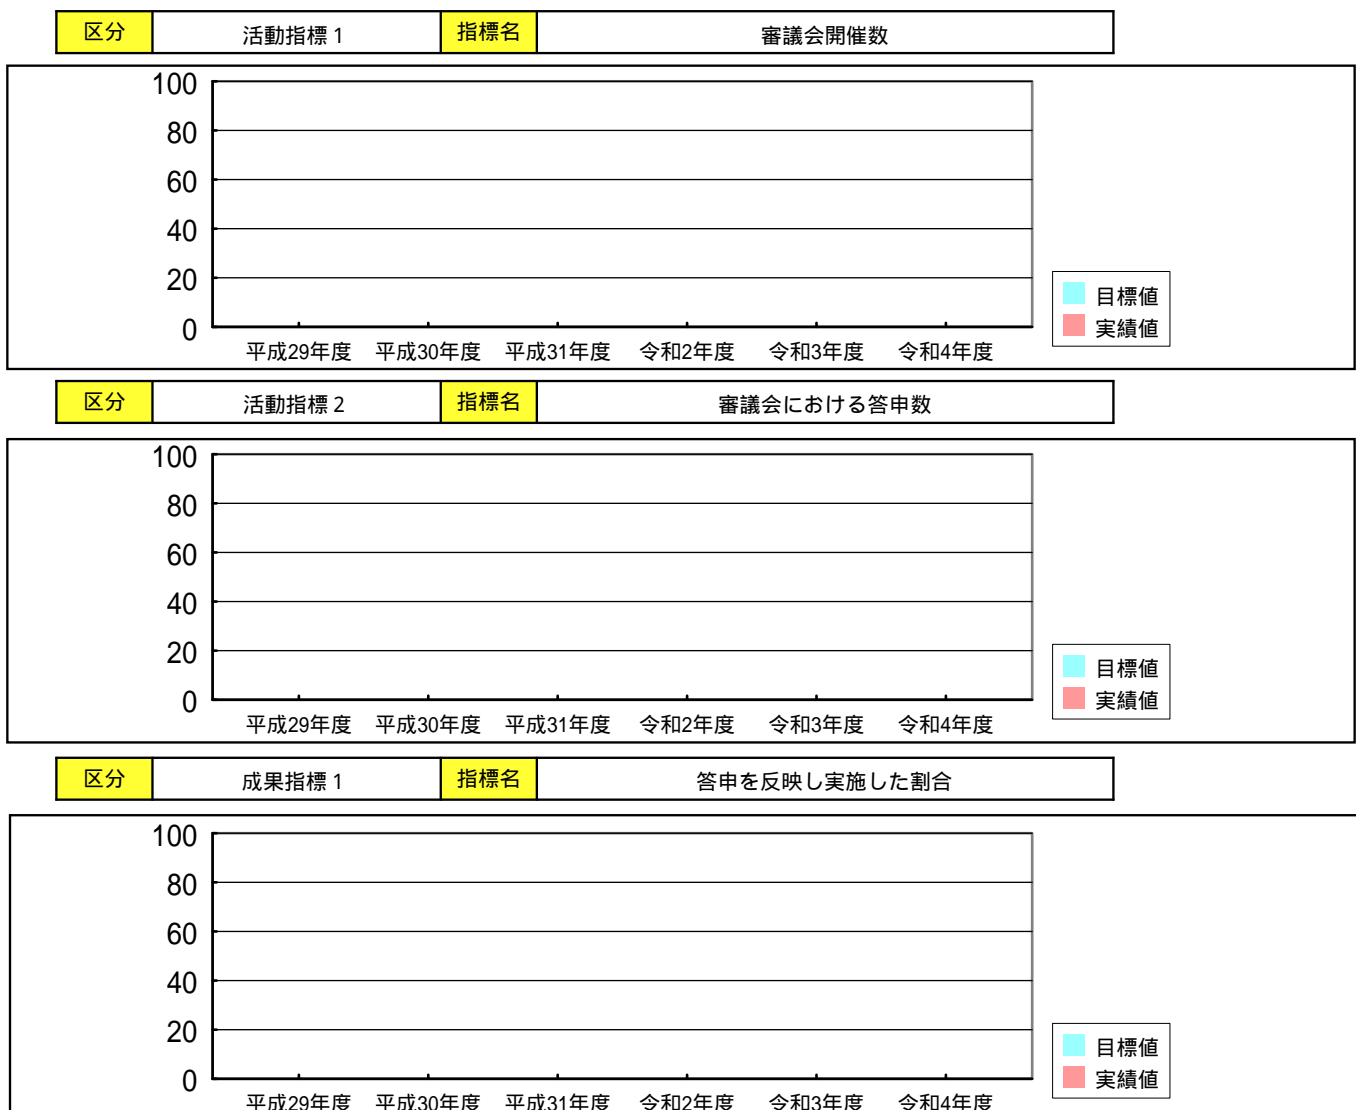 区分 活動指標1 指標名 審議会開催数
100
80
60
40
20
0
平成29年度 平成30年度 平成31年度 令和2年度 令和3年度 令和4年度
目標値
実績値
区分 活動指標2 指標名 審議会における答申数
100
80
60
40
20
0
平成29年度 平成30年度 平成31年度 令和2年度 令和3年度 令和4年度
目標値
実績値
区分 成果指標1 指標名 答申を反映し実施した割合
100
80
60
40
20
0
平成29年度 平成30年度 平成31年度 令和2年度 令和3年度 令和4年度
目標値
実績値